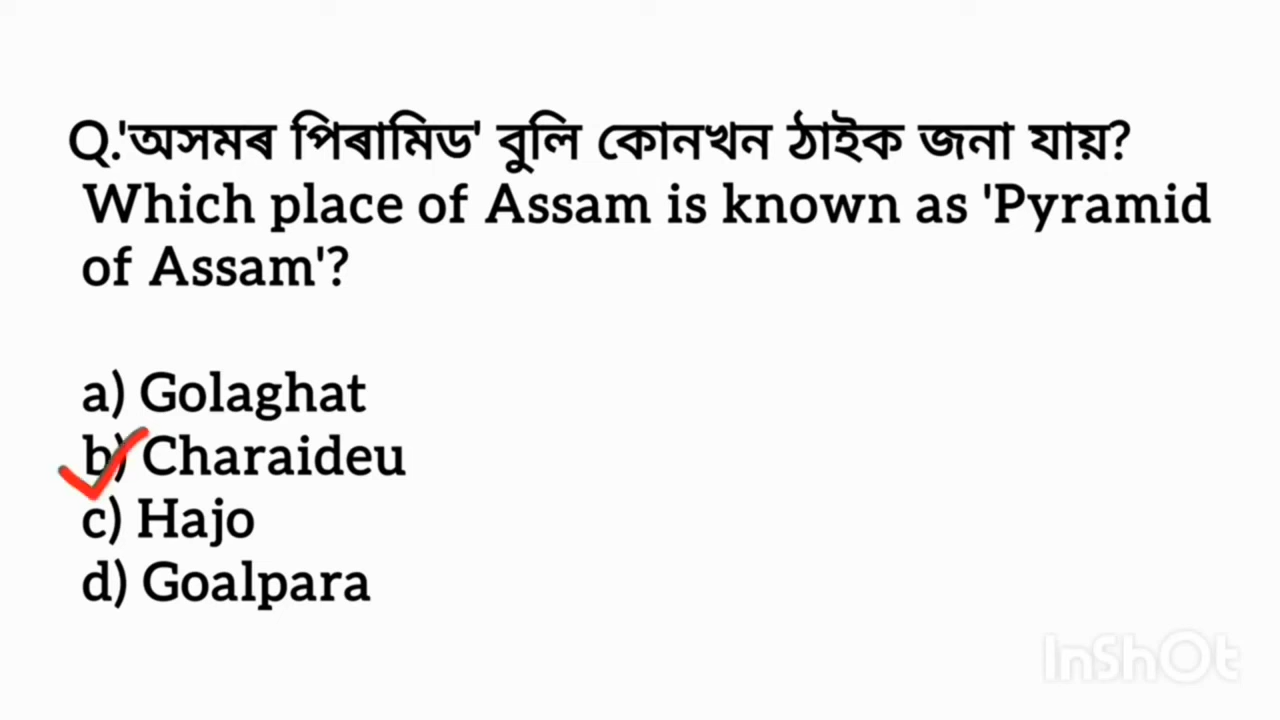 Q.'অসমৰ পিৰামিড' বুলি কোনখন ঠাইক জনা যায়?
Which place of Assam is known as 'Pyramid
of Assam'?
a) Golaghat
b) Charaideu
c) Hajo
d) Goalpara
InShOt